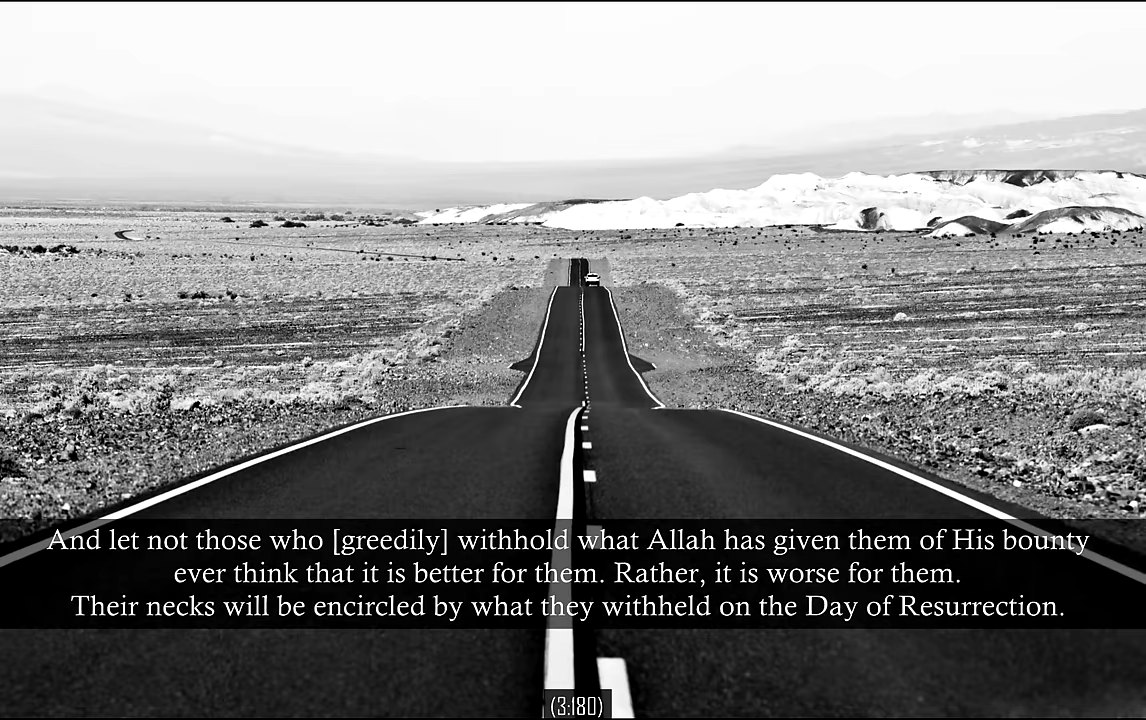 And let not those who [greedily] withhold what Allah has given them of His bounty
ever think that it is better for them. Rather, it is worse for them.
Their necks will be encircled by what they withheld on the Day of Resurrection.
(3:180)